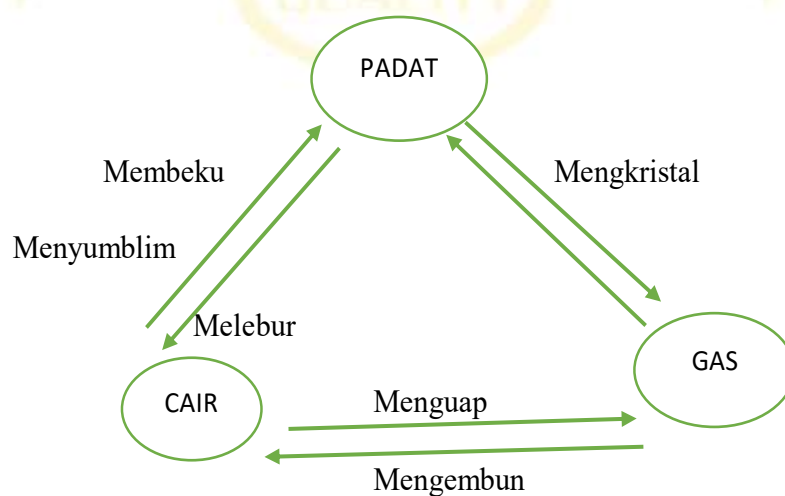 PADAT
Membeku
Mengkristal
Menyumblim
Melebur
GAS
CAIR
Menguap
Mengembun